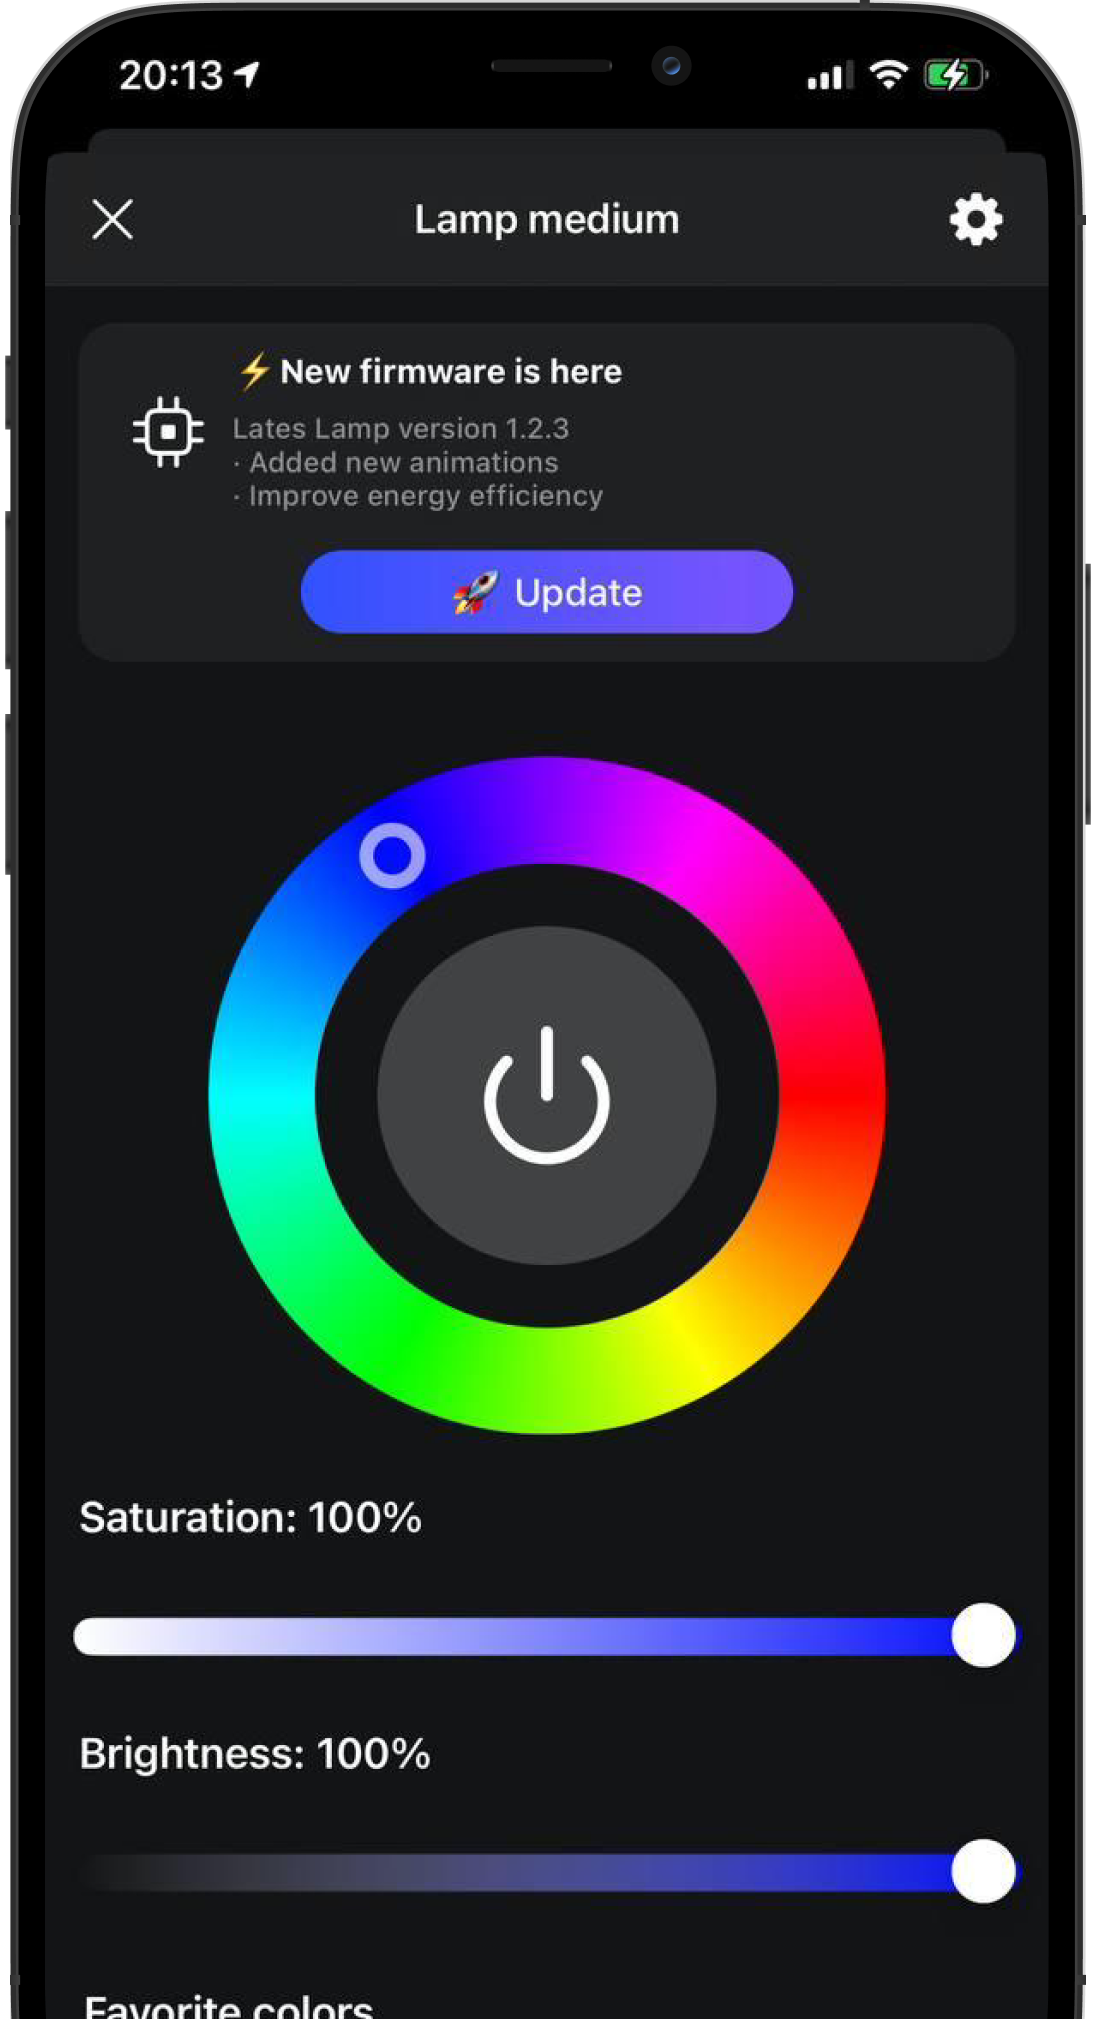 20:13
Lamp medium
⚡ New firmware is here
Lates Lamp version 1.2.3
· Added new animations
· Improve energy efficiency
🚀 Update
Saturation: 100%
Brightness: 100%
Favorite colors